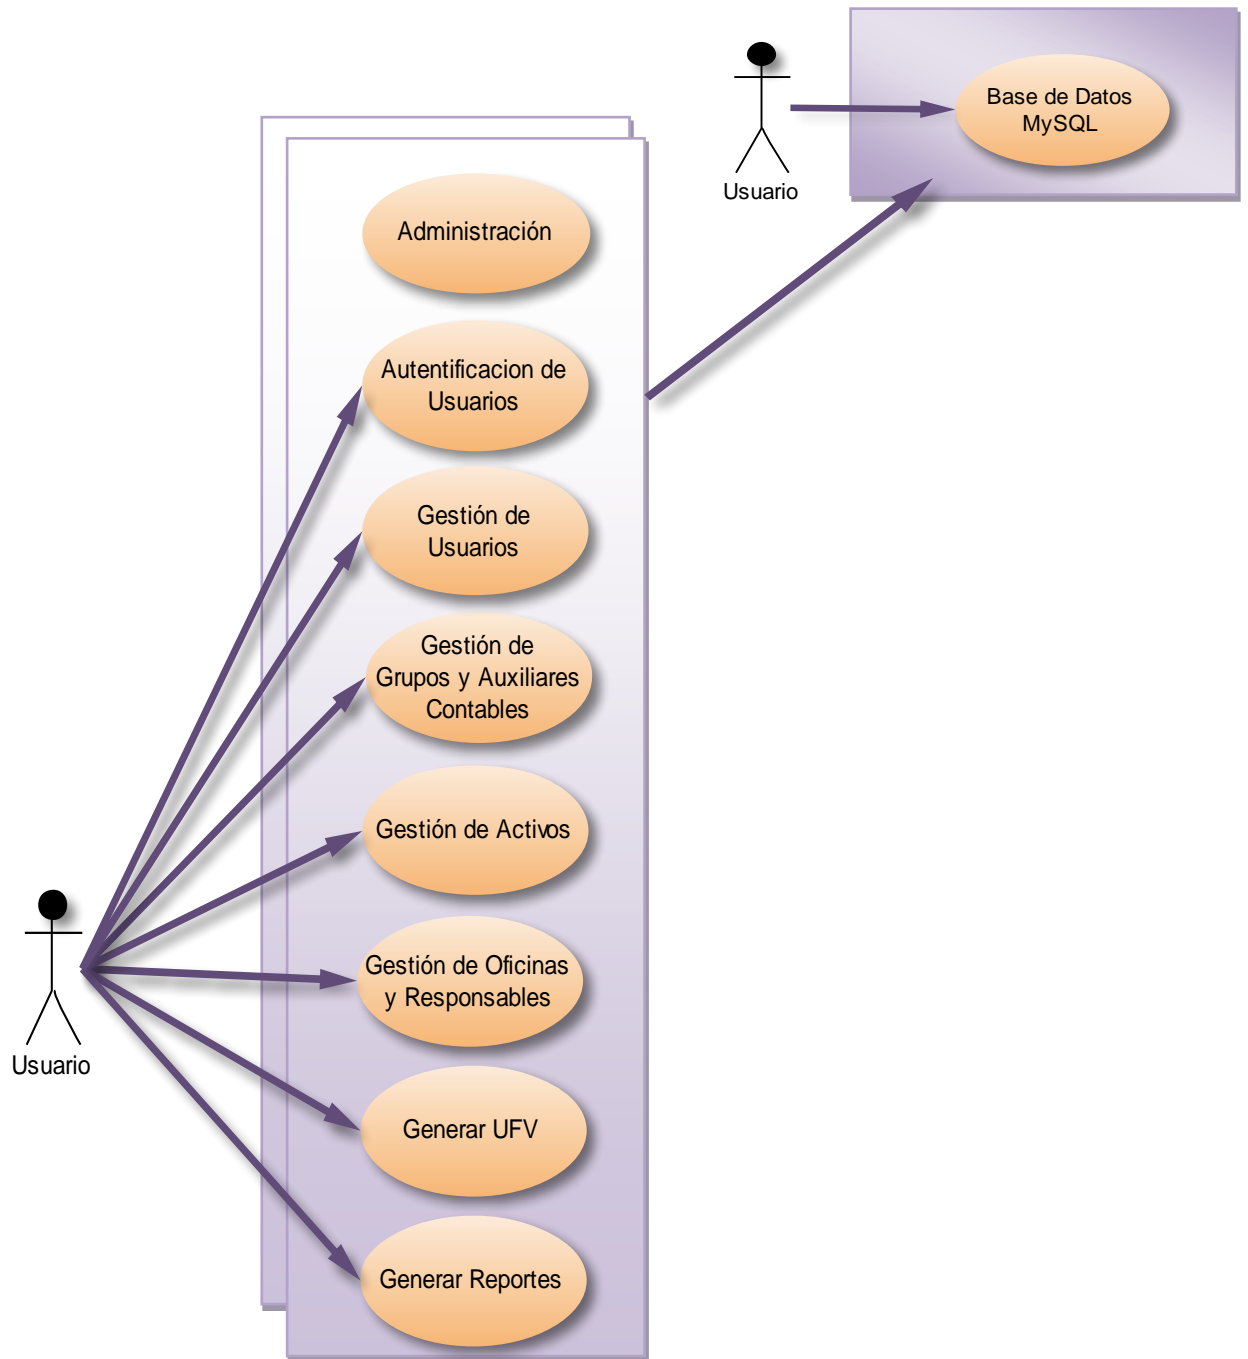 Base de Datos
MySQL
Usuario
Administración
Autentificacion de
Usuarios
Gestión de
Usuarios
Gestión de
Grupos y Auxiliares
Contables
Gestión de Activos
Gestión de Oficinas
y Responsables
Usuario
Generar UFV
Generar Reportes